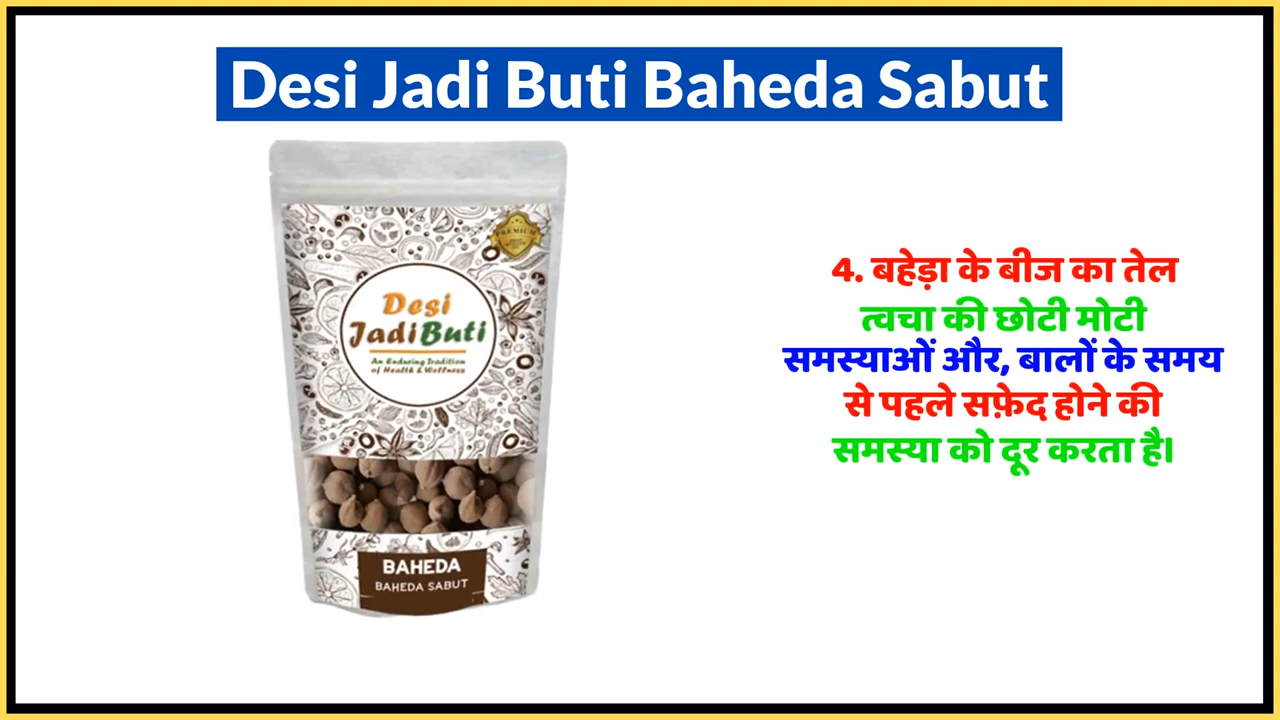 Desi Jadi Buti Baheda Sabut
PREMIUM
Desi
JadiButi
An Enduring Tradition
of Health & Wellness
BAHEDA
BAHEDA SABUT
4. बहेड़ा के बीज का तेल
त्वचा की छोटी मोटी
समस्याओं और, बालों के समय
से पहले सफ़ेद होने की
समस्या को दूर करता है।